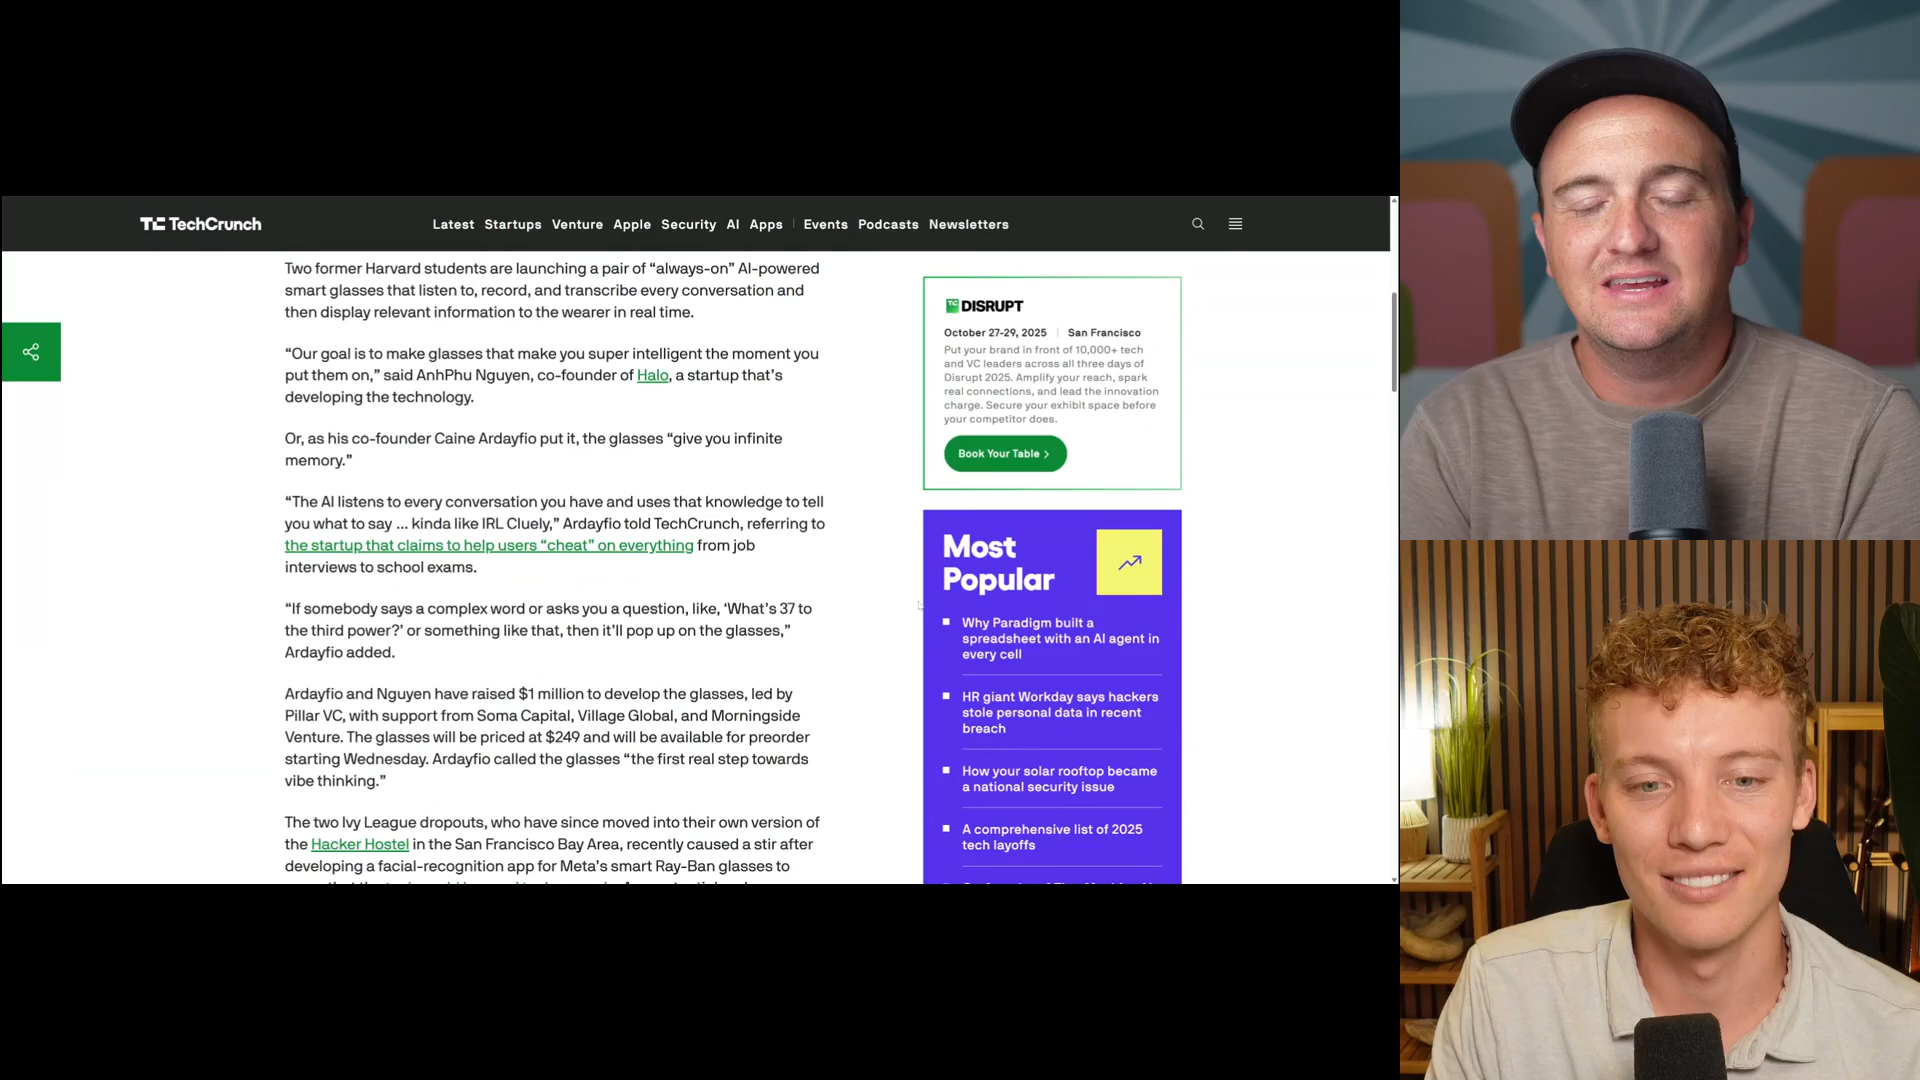 TechCrunch
Latest Startups Venture Apple Security AI Apps Events Podcasts Newsletters
Two former Harvard students are launching a pair of “always-on” AI-powered
smart glasses that listen to, record, and transcribe every conversation and
then display relevant information to the wearer in real time.
“Our goal is to make glasses that make you super intelligent the moment you
put them on,” said AnhPhu Nguyen, co-founder of Halo, a startup that’s
developing the technology.
Or, as his co-founder Caine Ardayfio put it, the glasses “give you infinite
memory.”
“The AI listens to every conversation you have and uses that knowledge to tell
you what to say … kinda like IRL Cluely,” Ardayfio told TechCrunch, referring to
the startup that claims to help users “cheat” on everything from job
interviews to school exams.
“If somebody says a complex word or asks you a question, like, ‘What’s 37 to
the third power?’ or something like that, then it’ll pop up on the glasses,”
Ardayfio added.
Ardayfio and Nguyen have raised $1 million to develop the glasses, led by
Pillar VC, with support from Soma Capital, Village Global, and Morningside
Venture. The glasses will be priced at $249 and will be available for preorder
starting Wednesday. Ardayfio called the glasses “the first real step towards
vibe thinking.”
The two Ivy League dropouts, who have since moved into their own version of
the Hacker Hostel in the San Francisco Bay Area, recently caused a stir after
developing a facial-recognition app for Meta’s smart Ray-Ban glasses to
TC DISRUPT
October 27-29, 2025 San Francisco
Put your brand in front of 10,000+ tech
and VC leaders across all three days of
Disrupt 2025. Amplify your reach, spark
real connections, and lead the innovation
charge. Secure your exhibit space before
your competitor does.
Book Your Table
Most
Popular
Why Paradigm built a
spreadsheet with an AI agent in
every cell
HR giant Workday says hackers
stole personal data in recent
breach
How your solar rooftop became
a national security issue
A comprehensive list of 2025
tech layoffs